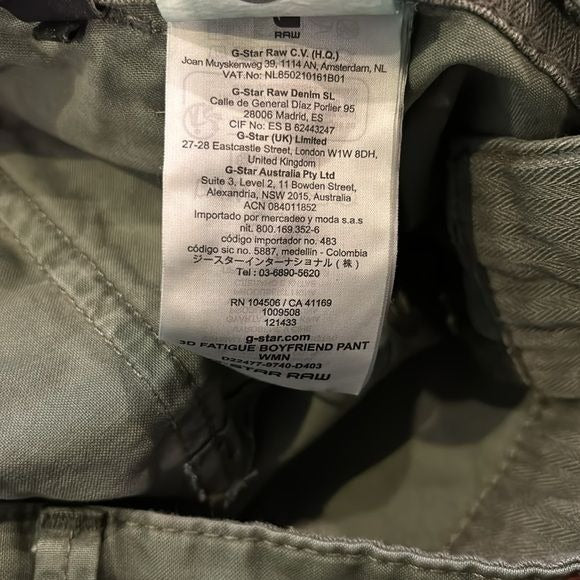 RAW
G-Star Raw C.V. (H.Q.)
Joan Muyskenweg 39, 1114 AN, Amsterdam, NL
VAT.No: NL850210161B01
G-Star Raw Denim SL
Calle de General Díaz Porlier 95
28006 Madrid, ES
CIF No: ES B 62443247
G-Star (UK) Limited
27-28 Eastcastle Street, London W1W 8DH,
United Kingdom
G-Star Australia Pty Ltd
Suite 3, Level 2, 11 Bowden Street,
Alexandria, NSW 2015, Australia
ACN 084011852
Importado por mercadeo y moda s.a.s
nit. 800.169.352-6
código importador no. 483
código sic no. 5887, medellin - Colombia
ジースターインターナショナル(株)
Tel : 03-6890-5620
RN 104506 / CA 41169
1009508
121433
g-star.com
3D FATIGUE BOYFRIEND PANT
WMN
D22477-9740-D403
G-STAR RAW